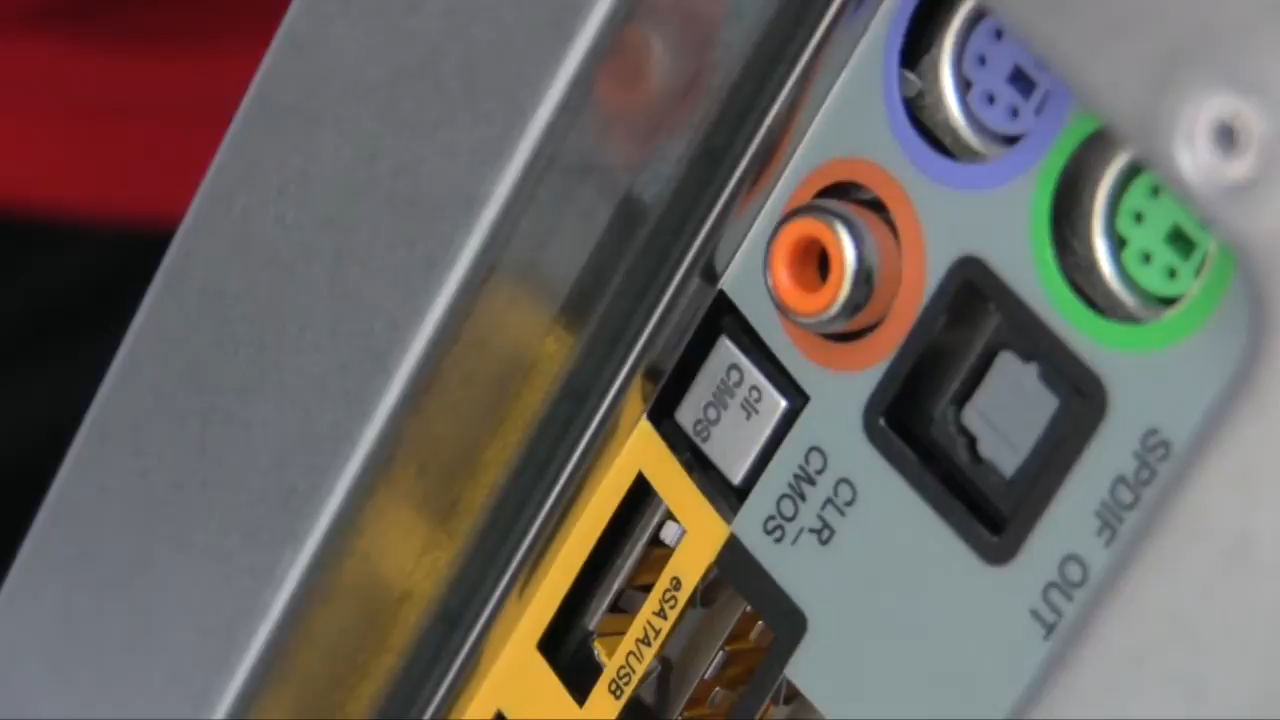 clr
CMOS
CLR_
CMOS
SPDIF OUT
eSATA/USB